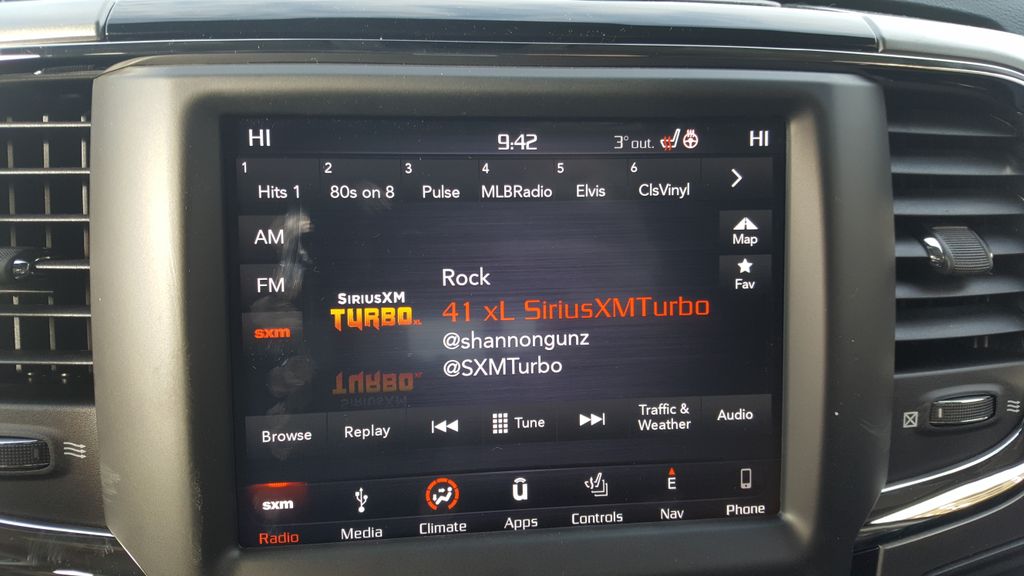 HI 9:42 3° out. HI
1 2 3 4 5 6
Hits 1 80s on 8 Pulse MLBRadio Elvis ClsVinyl
AM
Map
FM
Fav
Rock
SIRIUSXM
TURBO XL
41 xL SiriusXMTurbo
sxm
@shannongunz
@SXMTurbo
Browse Replay Tune Traffic &
Weather Audio
sxm u E
Radio Media Climate Apps Controls Nav Phone